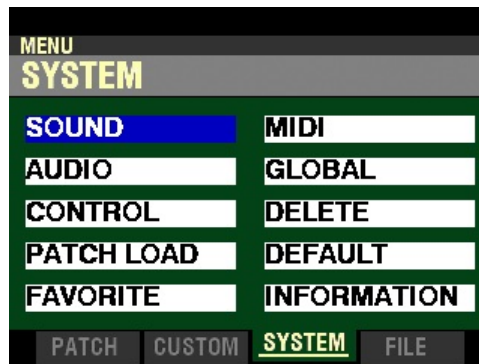 MENU
SYSTEM
SOUND MIDI
AUDIO GLOBAL
CONTROL DELETE
PATCH LOAD DEFAULT
FAVORITE INFORMATION
PATCH CUSTOM SYSTEM FILE